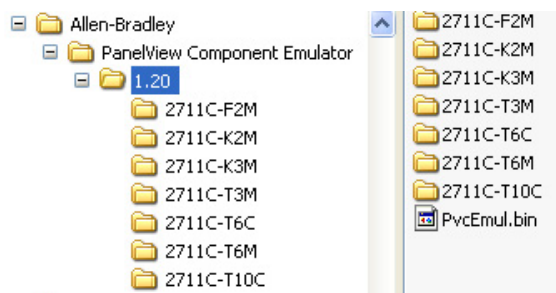 Allen-Bradley
PanelView Component Emulator
1.20
2711C-F2M
2711C-K2M
2711C-K3M
2711C-T3M
2711C-T6C
2711C-T6M
2711C-T10C
2711C-F2M
2711C-K2M
2711C-K3M
2711C-T3M
2711C-T6C
2711C-T6M
2711C-T10C
PvcEmul.bin